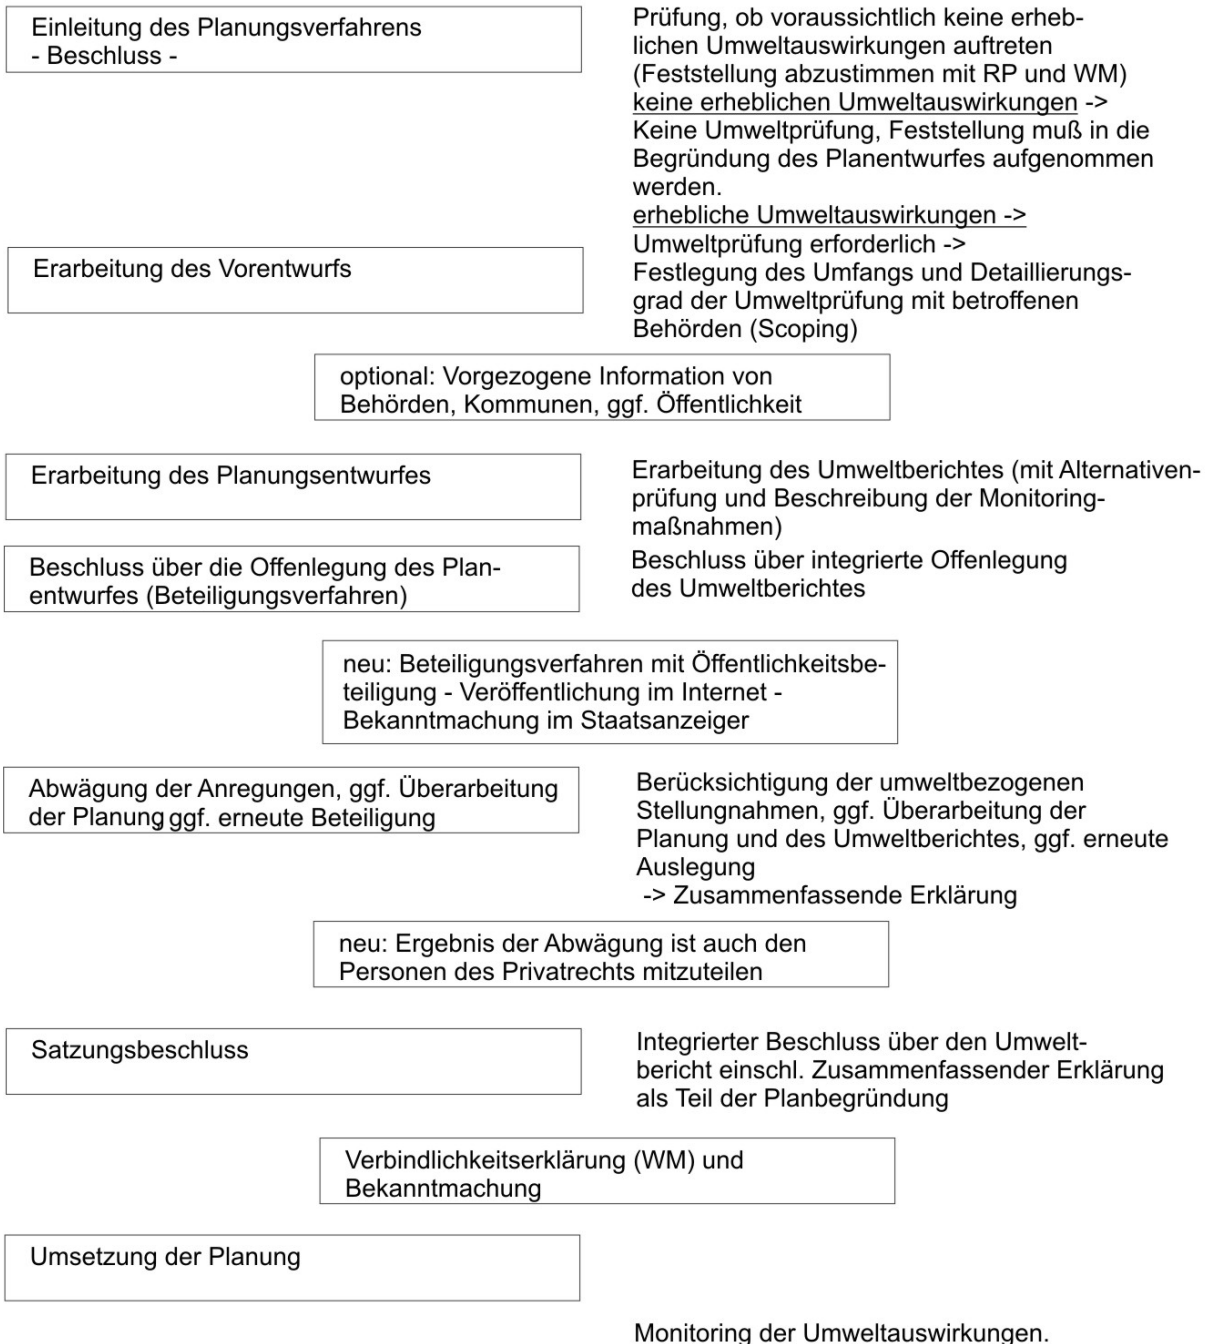 Einleitung des Planungsverfahrens
- Beschluss -
Prüfung, ob voraussichtlich keine erheb-
lichen Umweltauswirkungen auftreten
(Feststellung abzustimmen mit RP und WM)
keine erheblichen Umweltauswirkungen ->
Keine Umweltprüfung, Feststellung muß in die
Begründung des Planentwurfes aufgenommen
werden.
erhebliche Umweltauswirkungen ->
Umweltprüfung erforderlich ->
Festlegung des Umfangs und Detaillierungs-
grad der Umweltprüfung mit betroffenen
Behörden (Scoping)
Erarbeitung des Vorentwurfs
optional: Vorgezogene Information von
Behörden, Kommunen, ggf. Öffentlichkeit
Erarbeitung des Planungsentwurfes
Erarbeitung des Umweltberichtes (mit Alternativen-
prüfung und Beschreibung der Monitoring-
maßnahmen)
Beschluss über die Offenlegung des Plan-
entwurfes (Beteiligungsverfahren)
Beschluss über integrierte Offenlegung
des Umweltberichtes
neu: Beteiligungsverfahren mit Öffentlichkeitsbe-
teiligung - Veröffentlichung im Internet -
Bekanntmachung im Staatsanzeiger
Abwägung der Anregungen, ggf. Überarbeitung
der Planung ggf. erneute Beteiligung
Berücksichtigung der umweltbezogenen
Stellungnahmen, ggf. Überarbeitung der
Planung und des Umweltberichtes, ggf. erneute
Auslegung
-> Zusammenfassende Erklärung
neu: Ergebnis der Abwägung ist auch den
Personen des Privatrechts mitzuteilen
Satzungsbeschluss
Integrierter Beschluss über den Umwelt-
bericht einschl. Zusammenfassender Erklärung
als Teil der Planbegründung
Verbindlichkeitserklärung (WM) und
Bekanntmachung
Umsetzung der Planung
Monitoring der Umweltauswirkungen.